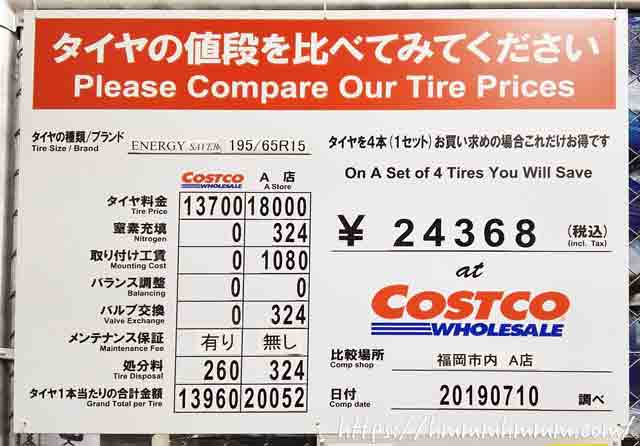 タイヤの値段を比べてみてください
Please Compare Our Tire Prices
タイヤの種類/ブランド
Tire Size / Brand
ENERGY SAVER 195/65R15
COSTCO WHOLESALE A 店
A Store
タイヤ料金 13700 18000
Tire Price
窒素充填 0 324
Nitrogen
取り付け工賃 0 1080
Mounting Cost
バランス調整 0 0
Balancing
バルブ交換 0 324
Valve Exchange
メンテナンス保証 有り 無し
Maintenance Fee
処分料 260 324
Tire Disposal
タイヤ1本当たりの合計金額 13960 20052
Grand Total per Tire
タイヤを4本(1セット)お買い求めの場合これだけお得です
On A Set of 4 Tires You Will Save
¥ 24368 (税込)
(incl. Tax)
at
COSTCO
WHOLESALE
比較場所 福岡市内 A店
Comp shop
日付 20190710 調べ
Comp date